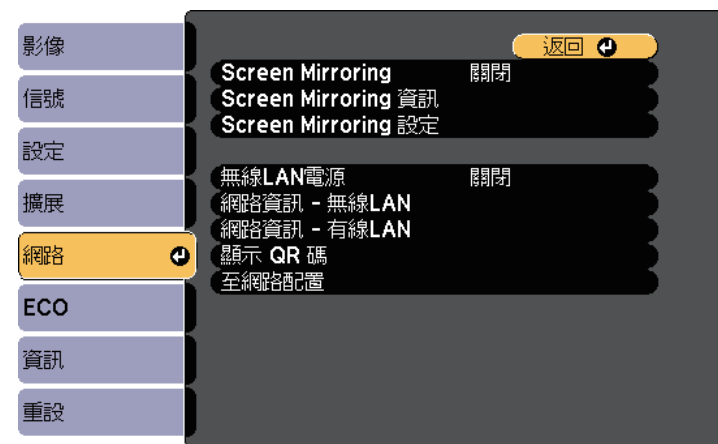 影像
信號
設定
擴展
網路
ECO
資訊
重設
返回
Screen Mirroring 關閉
Screen Mirroring 資訊
Screen Mirroring 設定
無線LAN電源 關閉
網路資訊 - 無線LAN
網路資訊 - 有線LAN
顯示 QR 碼
至網路配置